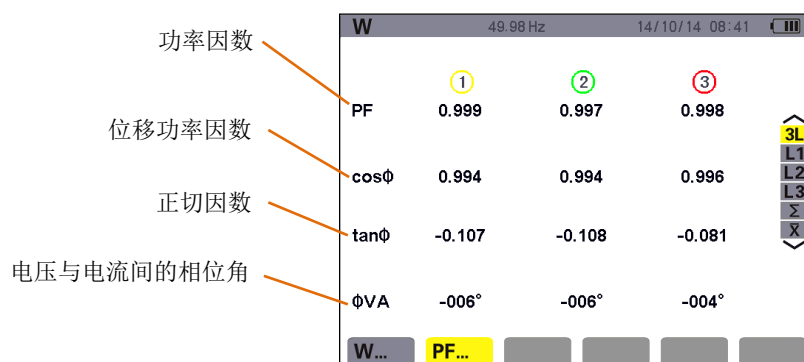 功率因数
位移功率因数
正切因数
电压与电流间的相位角
W 49.98 Hz 14/10/14 08:41
1 2 3
PF 0.999 0.997 0.998
cosϕ 0.994 0.994 0.996
tanϕ -0.107 -0.108 -0.081
ϕVA -006° -006° -004°
3L
L1
L2
L3
Σ
X̄
W... PF...